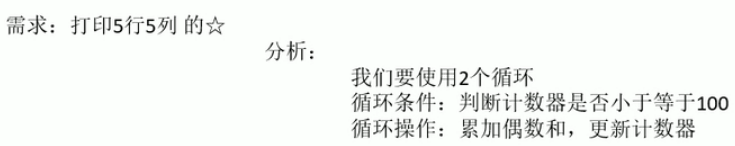 需求：打印5行5列 的☆
分析：
我们要使用2个循环
循环条件：判断计数器是否小于等于100
循环操作：累加偶数和，更新计数器